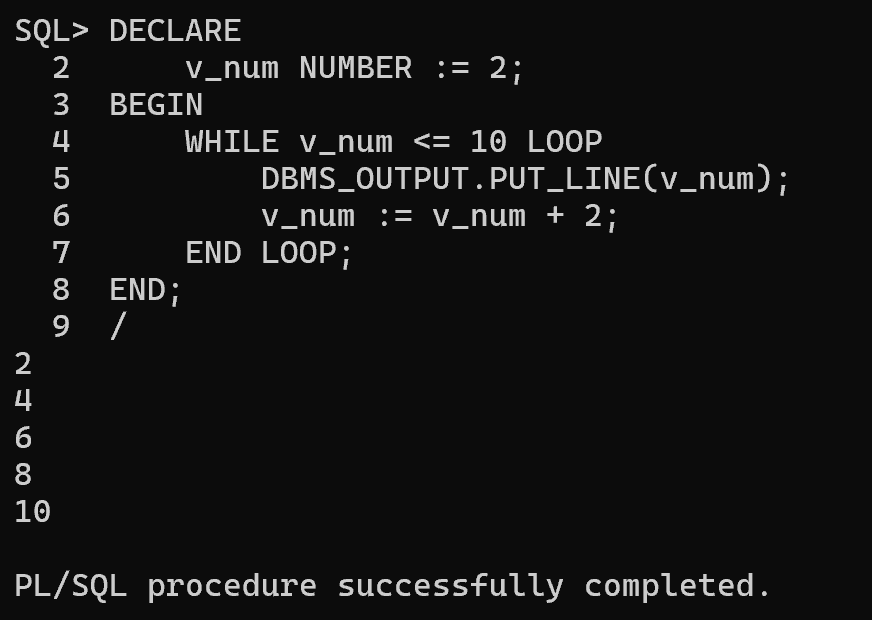 SQL> DECLARE
  2      v_num NUMBER := 2;
  3  BEGIN
  4      WHILE v_num <= 10 LOOP
  5          DBMS_OUTPUT.PUT_LINE(v_num);
  6          v_num := v_num + 2;
  7      END LOOP;
  8  END;
  9  /
2
4
6
8
10

PL/SQL procedure successfully completed.